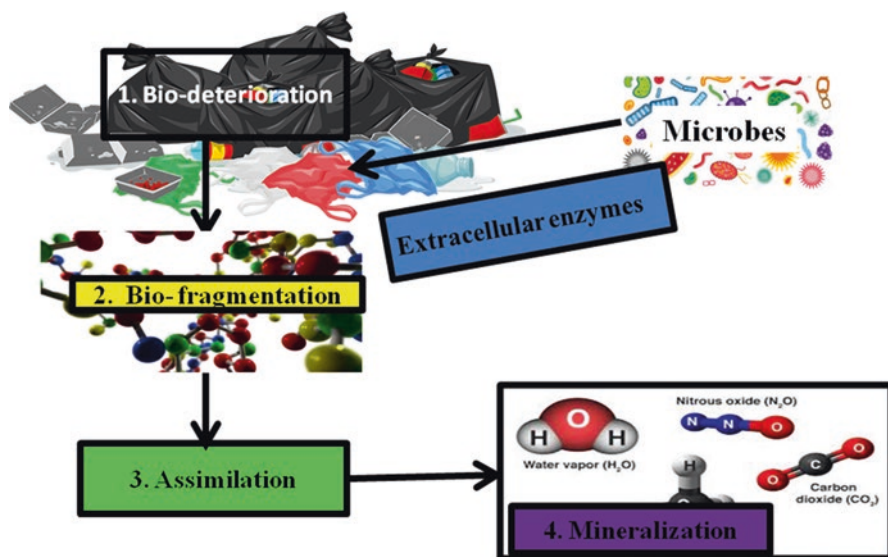 1. Bio-deterioration
Microbes
Extracellular enzymes
2. Bio- fragmentation
3. Assimilation
Nitrous oxide (N₂O)
N N O
H O H
Water vapor (H₂O)
O C O
Carbon
dioxide (CO₂)
H
4. Mineralization